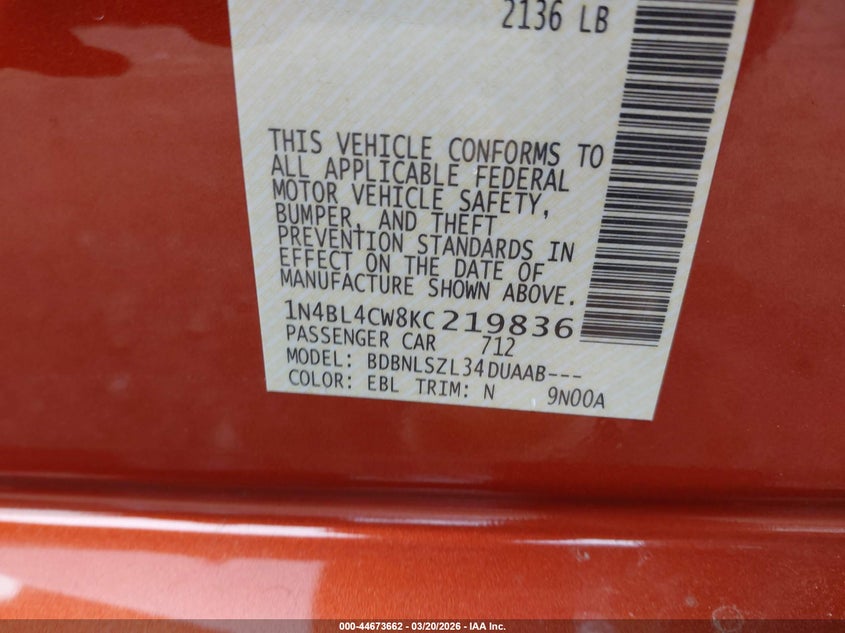 2136 LB
THIS VEHICLE CONFORMS TO
ALL APPLICABLE FEDERAL
MOTOR VEHICLE SAFETY,
BUMPER, AND THEFT
PREVENTION STANDARDS IN
EFFECT ON THE DATE OF
MANUFACTURE SHOWN ABOVE.
1N4BL4CW8KC219836
PASSENGER CAR 712
MODEL: BDBNLSZL34DUAAB---
COLOR: EBL TRIM: N 9N00A
000-44673662 - 03/20/2026 - IAA Inc.